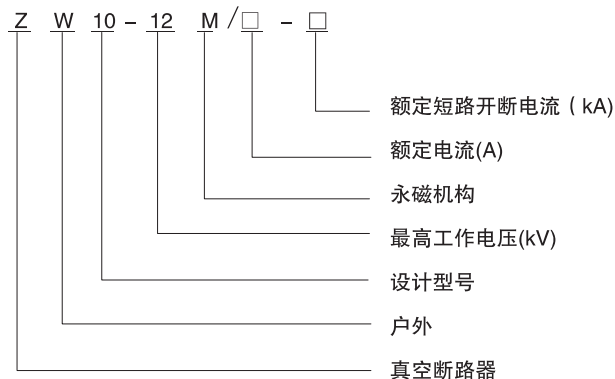 Z W 10 - 12 M /□ - □
额定短路开断电流(kA)
额定电流(A)
永磁机构
最高工作电压(kV)
设计型号
户外
真空断路器